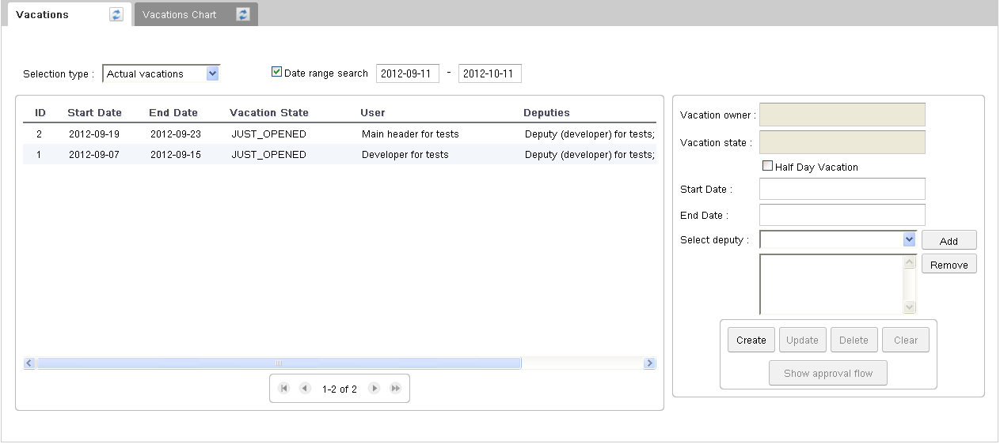 Vacations Vacations Chart
Selection type : Actual vacations Date range search 2012-09-11 - 2012-10-11
ID Start Date End Date Vacation State User Deputies
2 2012-09-19 2012-09-23 JUST_OPENED Main header for tests Deputy (developer) for tests;
1 2012-09-07 2012-09-15 JUST_OPENED Developer for tests Deputy (developer) for tests;
1-2 of 2
Vacation owner :
Vacation state :
Half Day Vacation
Start Date :
End Date :
Select deputy : Add
Remove
Create Update Delete Clear
Show approval flow